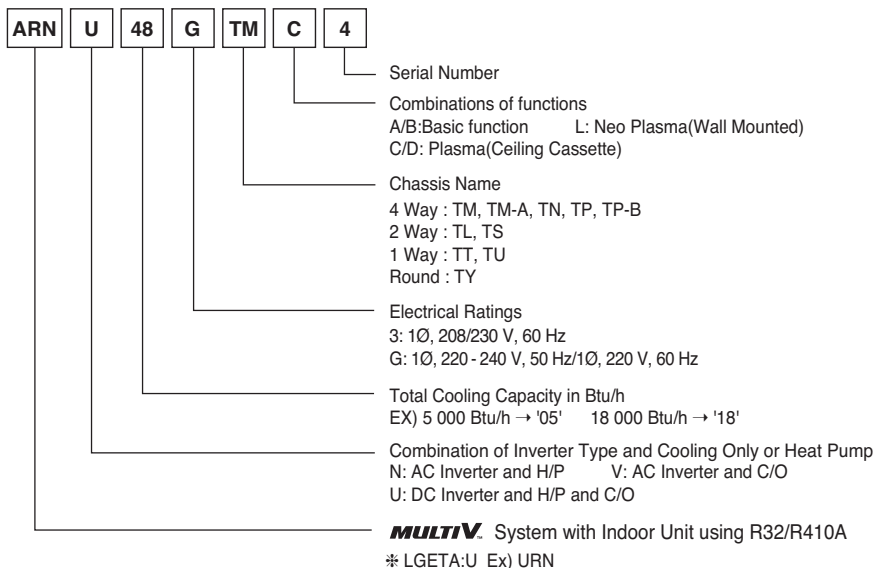 ARN U 48 G TM C 4
Serial Number
Combinations of functions
A/B:Basic function L: Neo Plasma(Wall Mounted)
C/D: Plasma(Ceiling Cassette)
Chassis Name
4 Way : TM, TM-A, TN, TP, TP-B
2 Way : TL, TS
1 Way : TT, TU
Round : TY
Electrical Ratings
3: 1Ø, 208/230 V, 60 Hz
G: 1Ø, 220 - 240 V, 50 Hz/1Ø, 220 V, 60 Hz
Total Cooling Capacity in Btu/h
EX) 5 000 Btu/h → '05' 18 000 Btu/h → '18'
Combination of Inverter Type and Cooling Only or Heat Pump
N: AC Inverter and H/P V: AC Inverter and C/O
U: DC Inverter and H/P and C/O
MULTI V™ System with Indoor Unit using R32/R410A
❉ LGETA:U Ex) URN